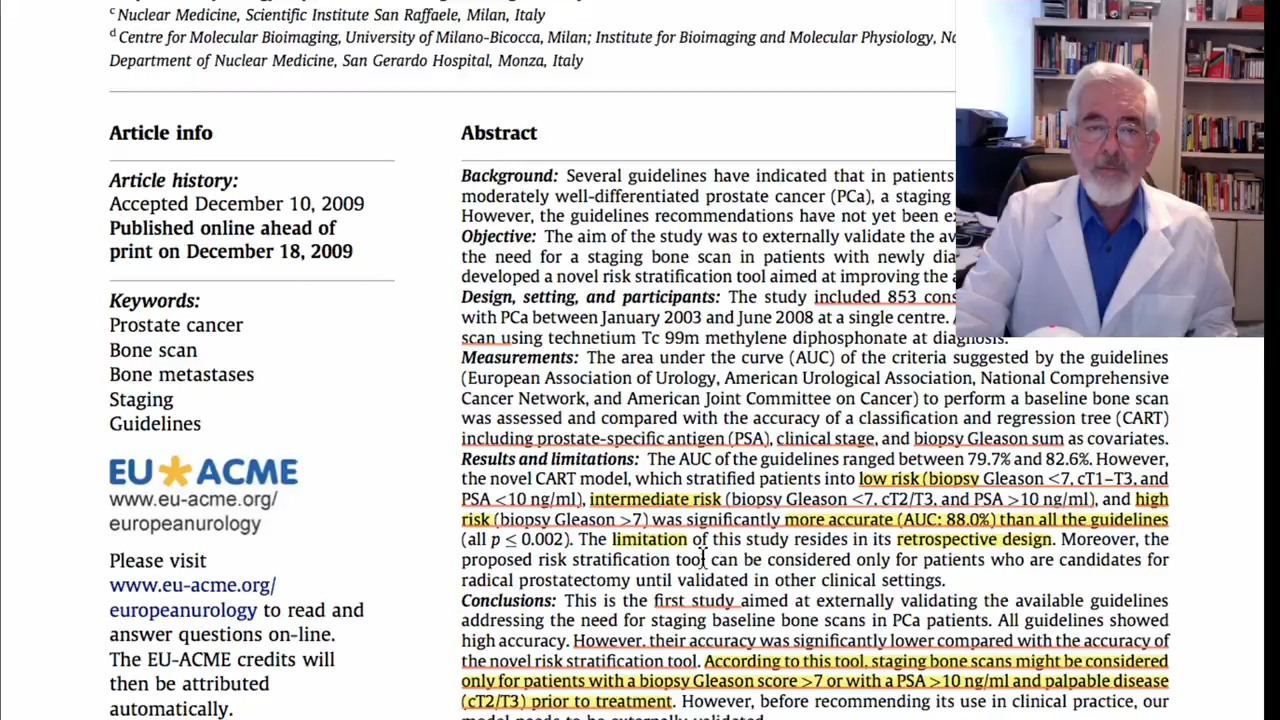 c Nuclear Medicine, Scientific Institute San Raffaele, Milan, Italy
d Centre for Molecular Bioimaging, University of Milano-Bicocca, Milan; Institute for Bioimaging and Molecular Physiology,
Department of Nuclear Medicine, San Gerardo Hospital, Monza, Italy
Article info
Article history:
Accepted December 10, 2009
Published online ahead of
print on December 18, 2009
Keywords:
Prostate cancer
Bone scan
Bone metastases
Staging
Guidelines
EU ACME
www.eu-acme.org/
europeanurology
Please visit
www.eu-acme.org/
europeanurology to read and
answer questions on-line.
The EU-ACME credits will
then be attributed
automatically.
Abstract
Background: Several guidelines have indicated that in patients
moderately well-differentiated prostate cancer (PCa), a staging
However, the guidelines recommendations have not yet been
Objective: The aim of the study was to externally validate the
the need for a staging bone scan in patients with newly
developed a novel risk stratification tool aimed at improving the
Design, setting, and participants: The study included 853
with PCa between January 2003 and June 2008 at a single centre.
scan using technetium Tc 99m methylene diphosphonate at diagnosis.
Measurements: The area under the curve (AUC) of the criteria suggested by the guidelines
(European Association of Urology, American Urological Association, National Comprehensive
Cancer Network, and American Joint Committee on Cancer) to perform a baseline bone scan
was assessed and compared with the accuracy of a classification and regression tree (CART)
including prostate-specific antigen (PSA), clinical stage, and biopsy Gleason sum as covariates.
Results and limitations: The AUC of the guidelines ranged between 79.7% and 82.6%. However,
the novel CART model, which stratified patients into low risk (biopsy Gleason <7, cT1–T3, and
PSA <10 ng/ml), intermediate risk (biopsy Gleason <7, cT2/T3, and PSA >10 ng/ml), and high
risk (biopsy Gleason >7) was significantly more accurate (AUC: 88.0%) than all the guidelines
(all p ≤ 0.002). The limitation of this study resides in its retrospective design. Moreover, the
proposed risk stratification tool can be considered only for patients who are candidates for
radical prostatectomy until validated in other clinical settings.
Conclusions: This is the first study aimed at externally validating the available guidelines
addressing the need for staging baseline bone scans in PCa patients. All guidelines showed
high accuracy. However, their accuracy was significantly lower compared with the accuracy of
the novel risk stratification tool. According to this tool, staging bone scans might be considered
only for patients with a biopsy Gleason score >7 or with a PSA >10 ng/ml and palpable disease
(cT2/T3) prior to treatment. However, before recommending its use in clinical practice, our
model needs to be externally validated.